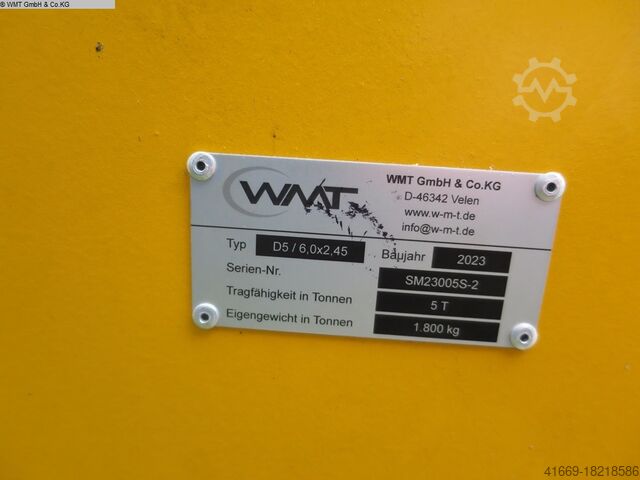 © WMT GmbH & Co.KG
WMT
WMT GmbH & Co.KG
D-46342 Velen
www.w-m-t.de
info@w-m-t.de
Typ D5 / 6,0x2,45 Baujahr 2023
Serien-Nr. SM23005S-2
Tragfähigkeit in Tonnen 5 T
Eigengewicht in Tonnen 1.800 kg
41669-18218586